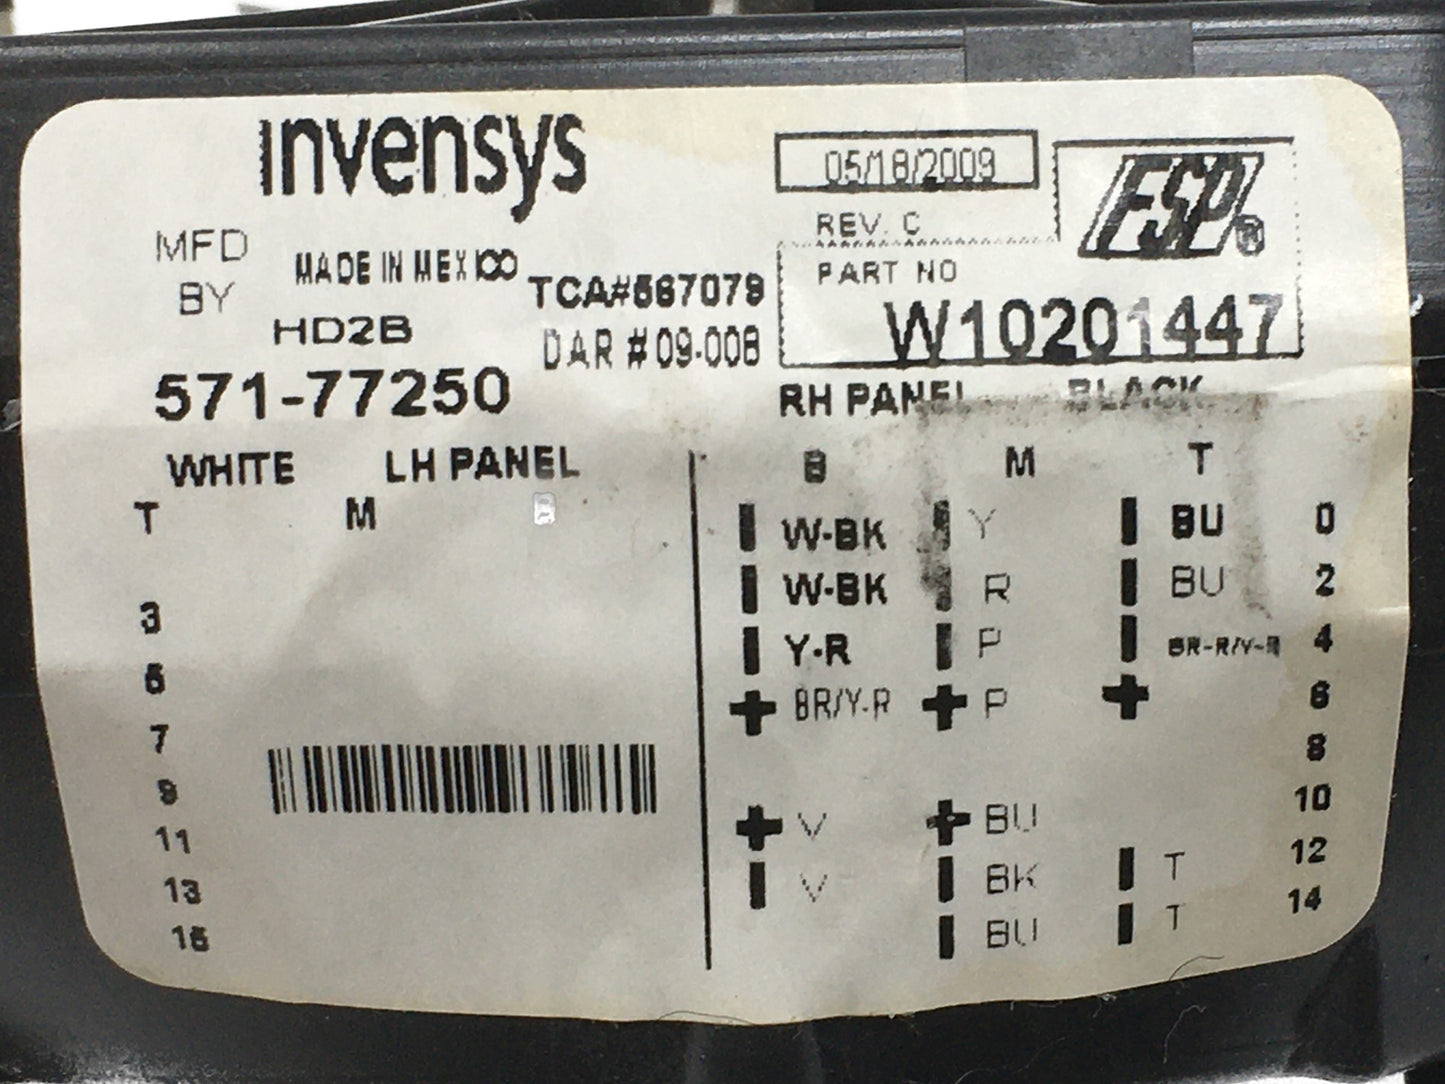 invensys
05/18/2009
FSP®
REV. C
MFD
BY
MADE IN MEXICO
HD2B
TCA#567079
DAR # 09-008
PART NO
W10201447
571-77250
RH PANEL BLACK
WHITE LH PANEL
T M B
3
5
7
9
11
13
15
B M T
W-BK Y BU 0
W-BK R BU 2
Y-R P BR-R/Y-R 4
+ BR/Y-R + P + 6
8
+ V + BU 10
V BK T 12
BU T 14